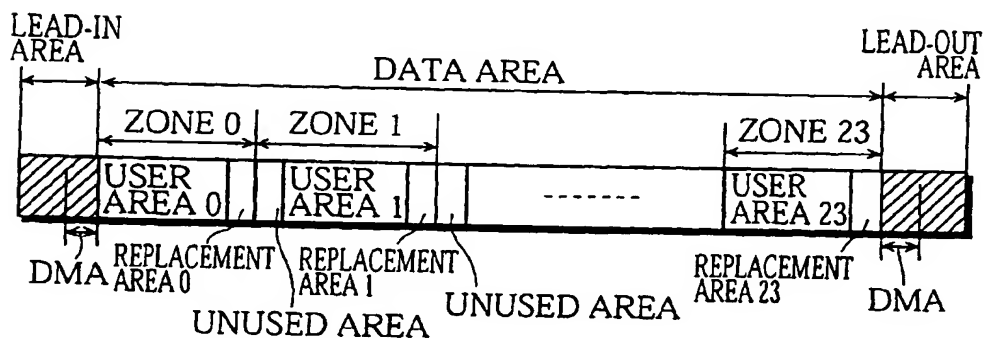 LEAD-IN
AREA
DATA AREA
LEAD-OUT
AREA
ZONE 0
ZONE 1
ZONE 23
USER
AREA 0
USER
AREA 1
-------
USER
AREA 23
DMA
REPLACEMENT
AREA 0
UNUSED AREA
REPLACEMENT
AREA 1
UNUSED AREA
REPLACEMENT
AREA 23
DMA